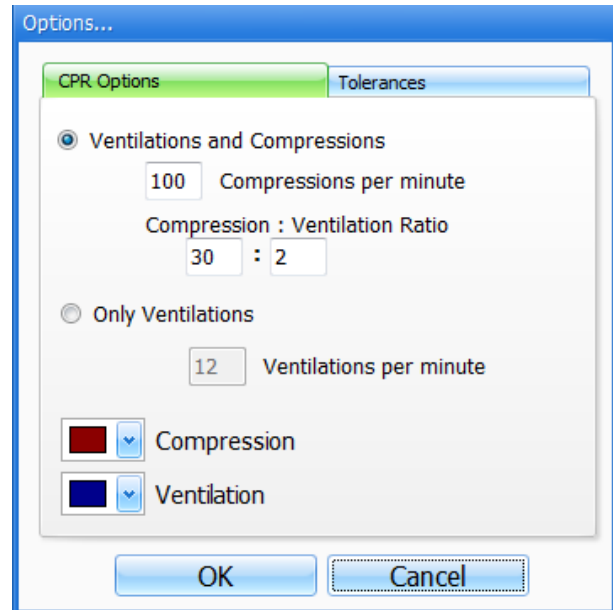 Options...
CPR Options Tolerances
Ventilations and Compressions
100 Compressions per minute
Compression : Ventilation Ratio
30 : 2
Only Ventilations
12 Ventilations per minute
Compression
Ventilation
OK Cancel